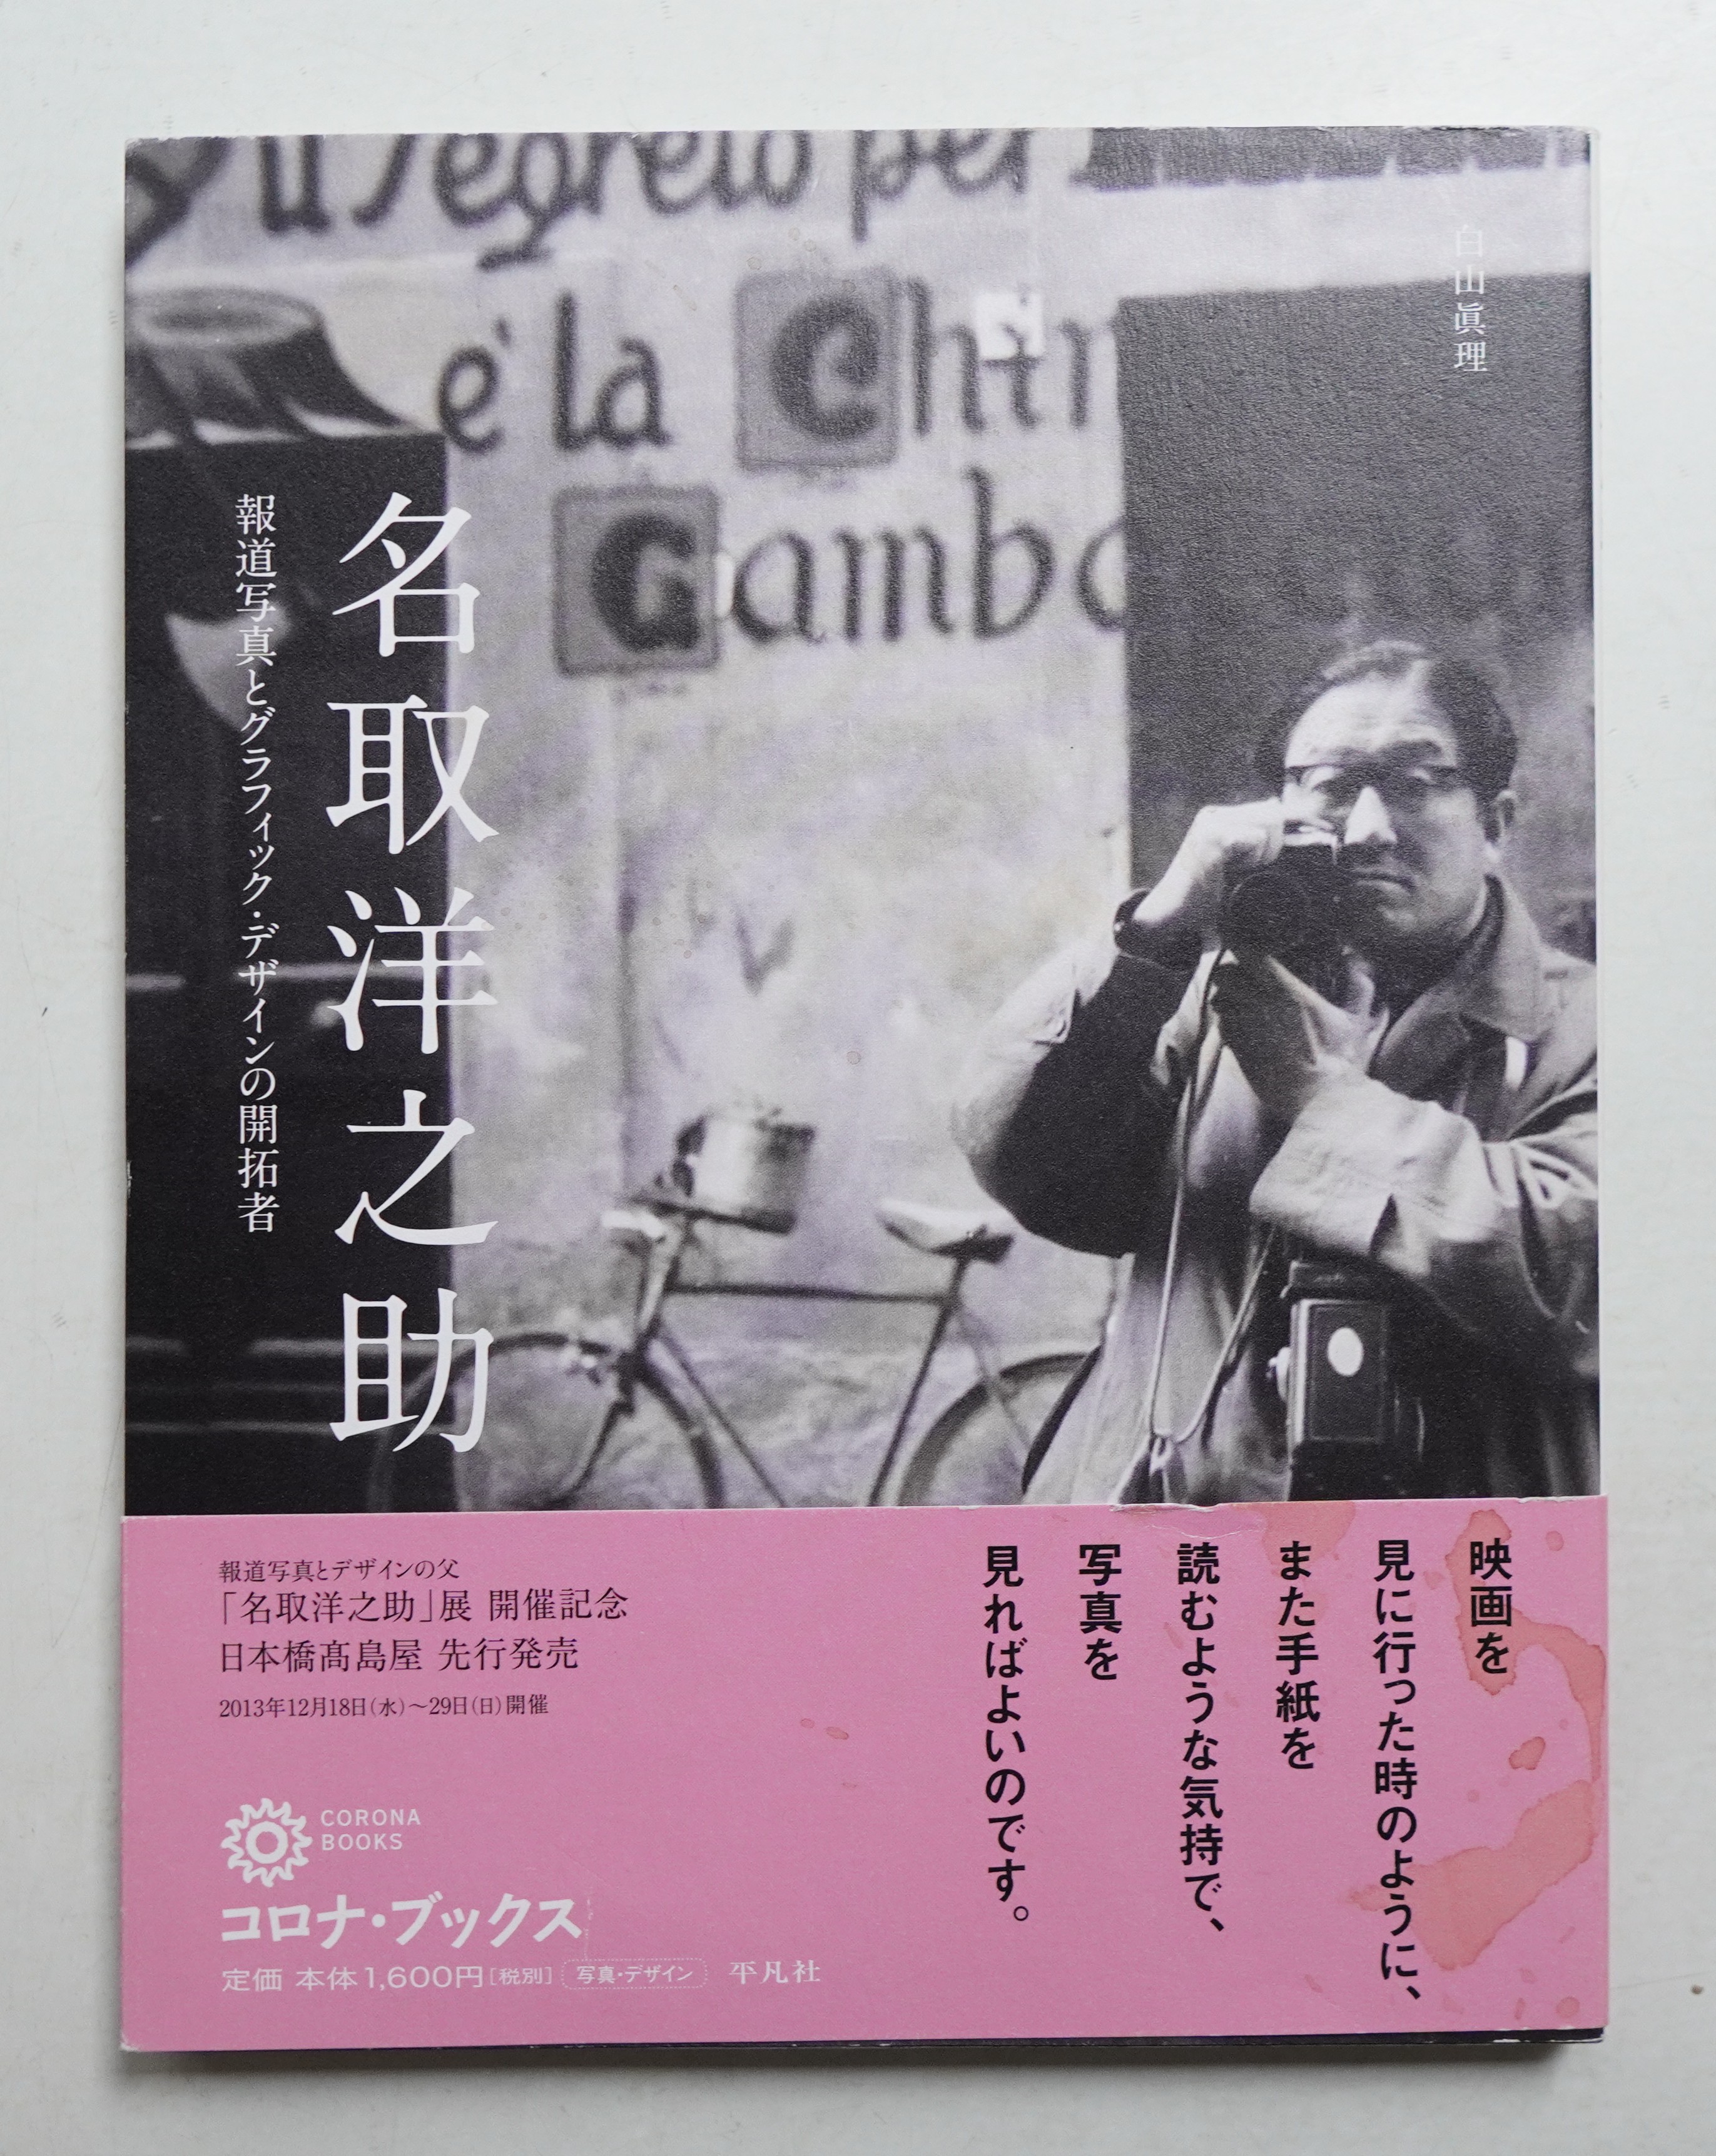 il segreto per
è la
Gamba
白山眞理
名取洋之助
報道写真とグラフィック・デザインの開拓者
映画を
見に行った時のように、
また手紙を
読むような気持で、
写真を
見ればよいのです。
報道写真とデザインの父
「名取洋之助」展 開催記念
日本橋髙島屋 先行発売
2013年12月18日(水)〜29日(日)開催
CORONA
BOOKS
コロナ・ブックス
定価 本体1,600円[税別] 写真・デザイン 平凡社